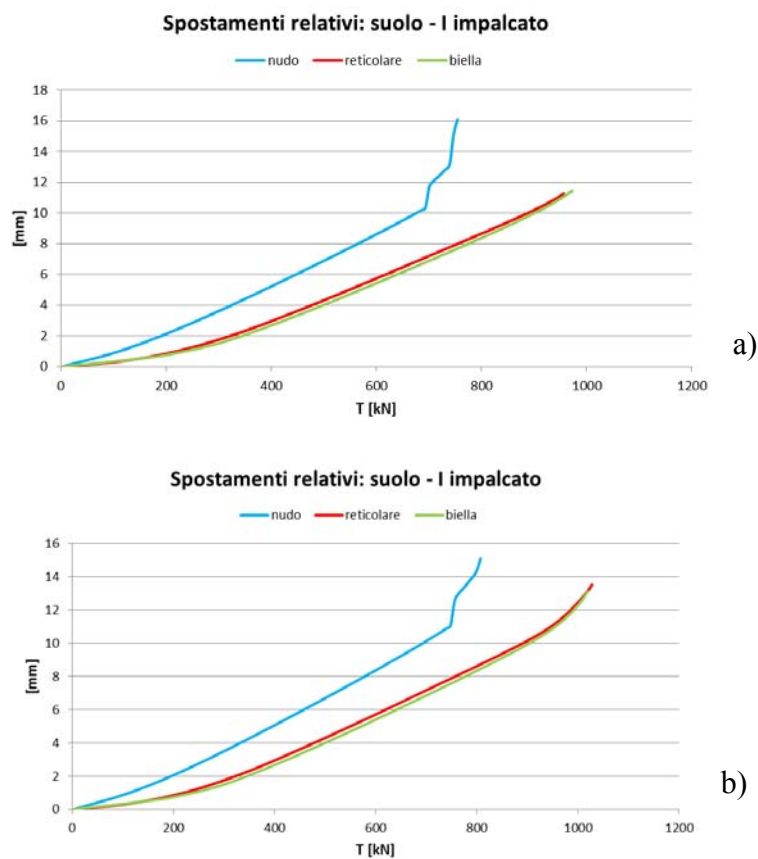 Spostamenti relativi: suolo - I impalcato
nudo reticolare biella
18
16
14
12
10
8
6
4
2
0
[mm]
0 200 400 600 800 1000 1200
T [kN]
a)
Spostamenti relativi: suolo - I impalcato
nudo reticolare biella
16
14
12
10
8
6
4
2
0
[mm]
0 200 400 600 800 1000 1200
T [kN]
b)